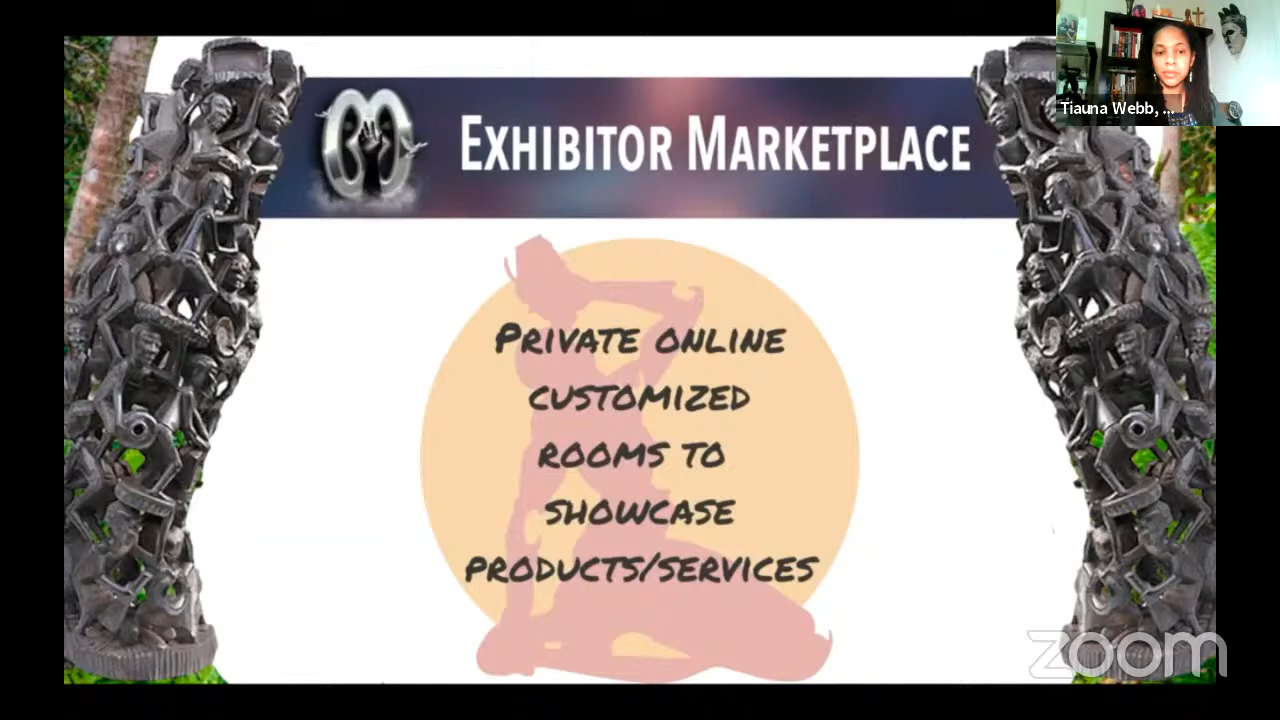 Tiauna Webb, ...
EXHIBITOR MARKETPLACE
PRIVATE ONLINE
CUSTOMIZED
ROOMS TO
SHOWCASE
PRODUCTS/SERVICES
zoom